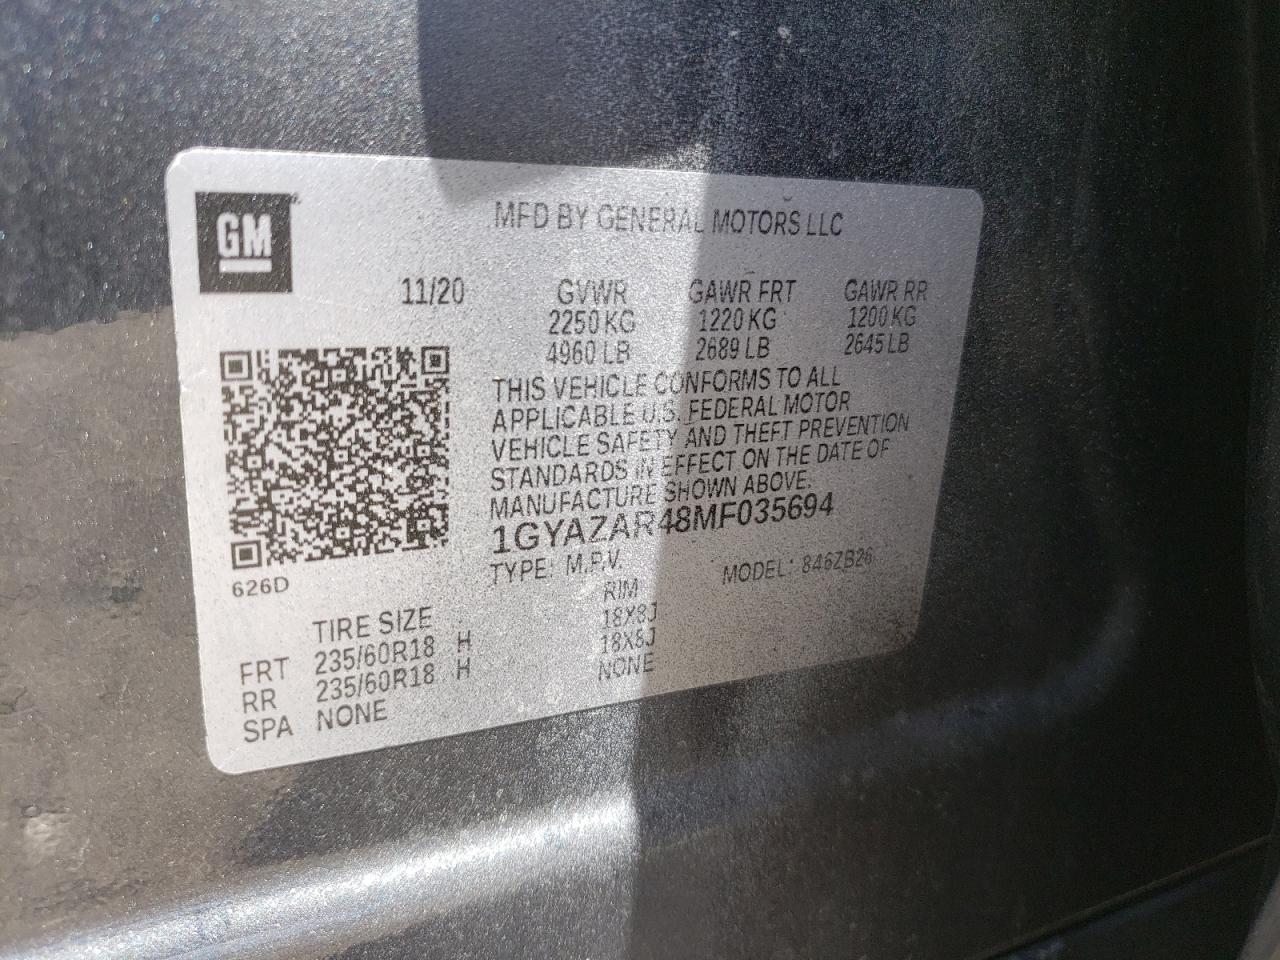 GM
MFD BY GENERAL MOTORS LLC
11/20 GVWR GAWR FRT GAWR RR
2250 KG 1220 KG 1200 KG
4960 LB 2689 LB 2645 LB
THIS VEHICLE CONFORMS TO ALL
APPLICABLE U.S. FEDERAL MOTOR
VEHICLE SAFETY AND THEFT PREVENTION
STANDARDS IN EFFECT ON THE DATE OF
MANUFACTURE SHOWN ABOVE.
1GYAZAR48MF035694
TYPE: M.P.V. MODEL: 846ZB26
626D
TIRE SIZE RIM
FRT 235/60R18 H 18X8J
RR 235/60R18 H 18X8J
SPA NONE NONE